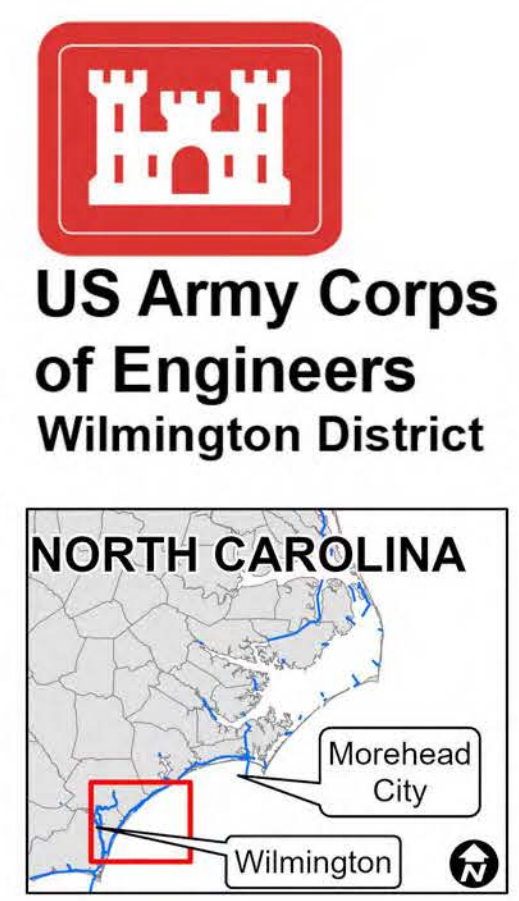 US Army Corps
of Engineers
Wilmington District
NORTH CAROLINA
Morehead
City
Wilmington
N